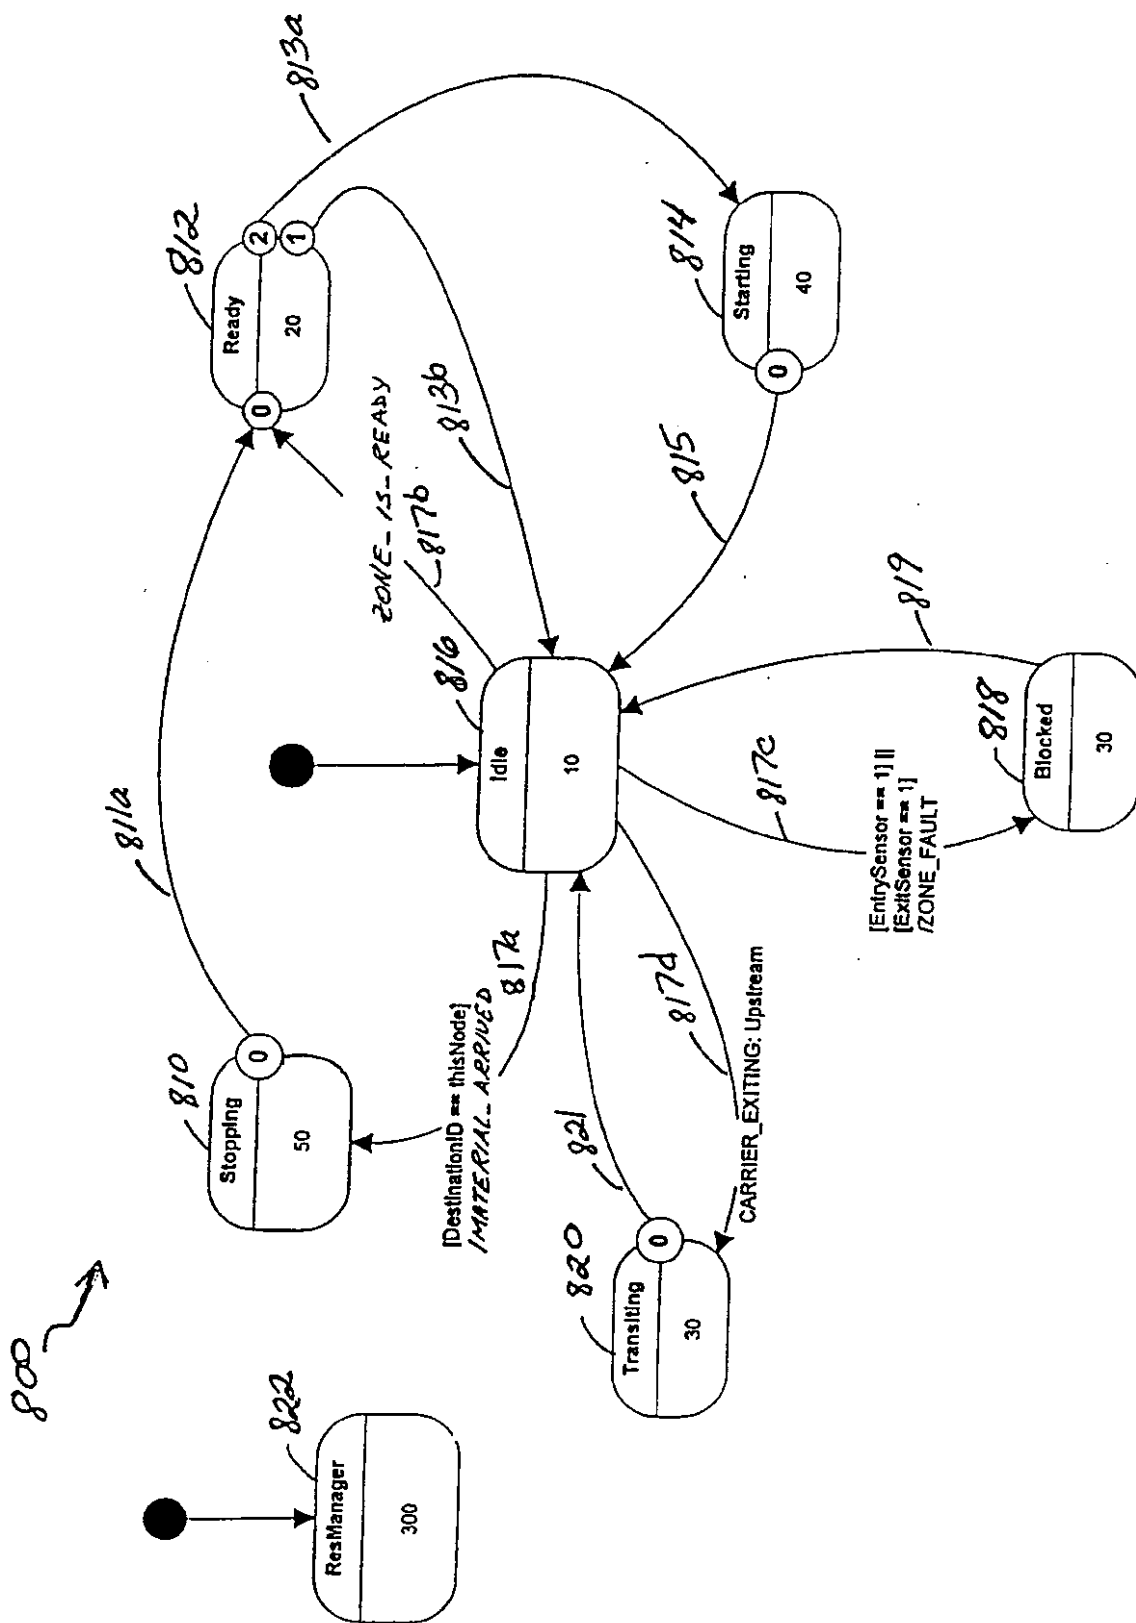 800
ResManager
822
300
Stopping
810
50
0
811a
Ready
812
20
0
2
1
813a
ZONE_IS_READY
817b
813b
Idle
816
10
[DestinationID == thisNode]
/MATERIAL_ARRIVED
817a
Starting
814
40
0
815
Transiting
820
30
0
821
817d
CARRIER_EXITING: Upstream
817c
[EntrySensor == 1] ||
[ExitSensor == 1]
/ZONE_FAULT
819
Blocked
818
30